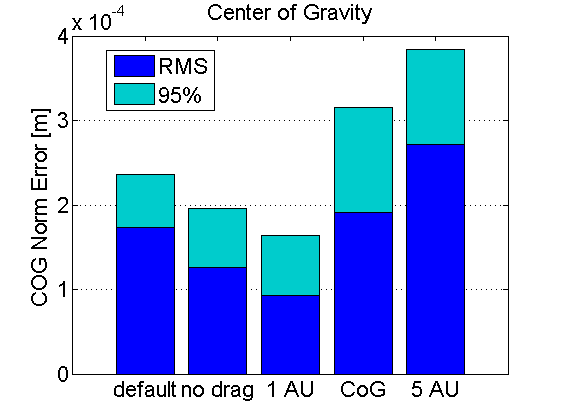 Center of Gravity
x 10^-4
COG Norm Error [m]
4
3
2
1
0
RMS
95%
default no drag 1 AU CoG 5 AU